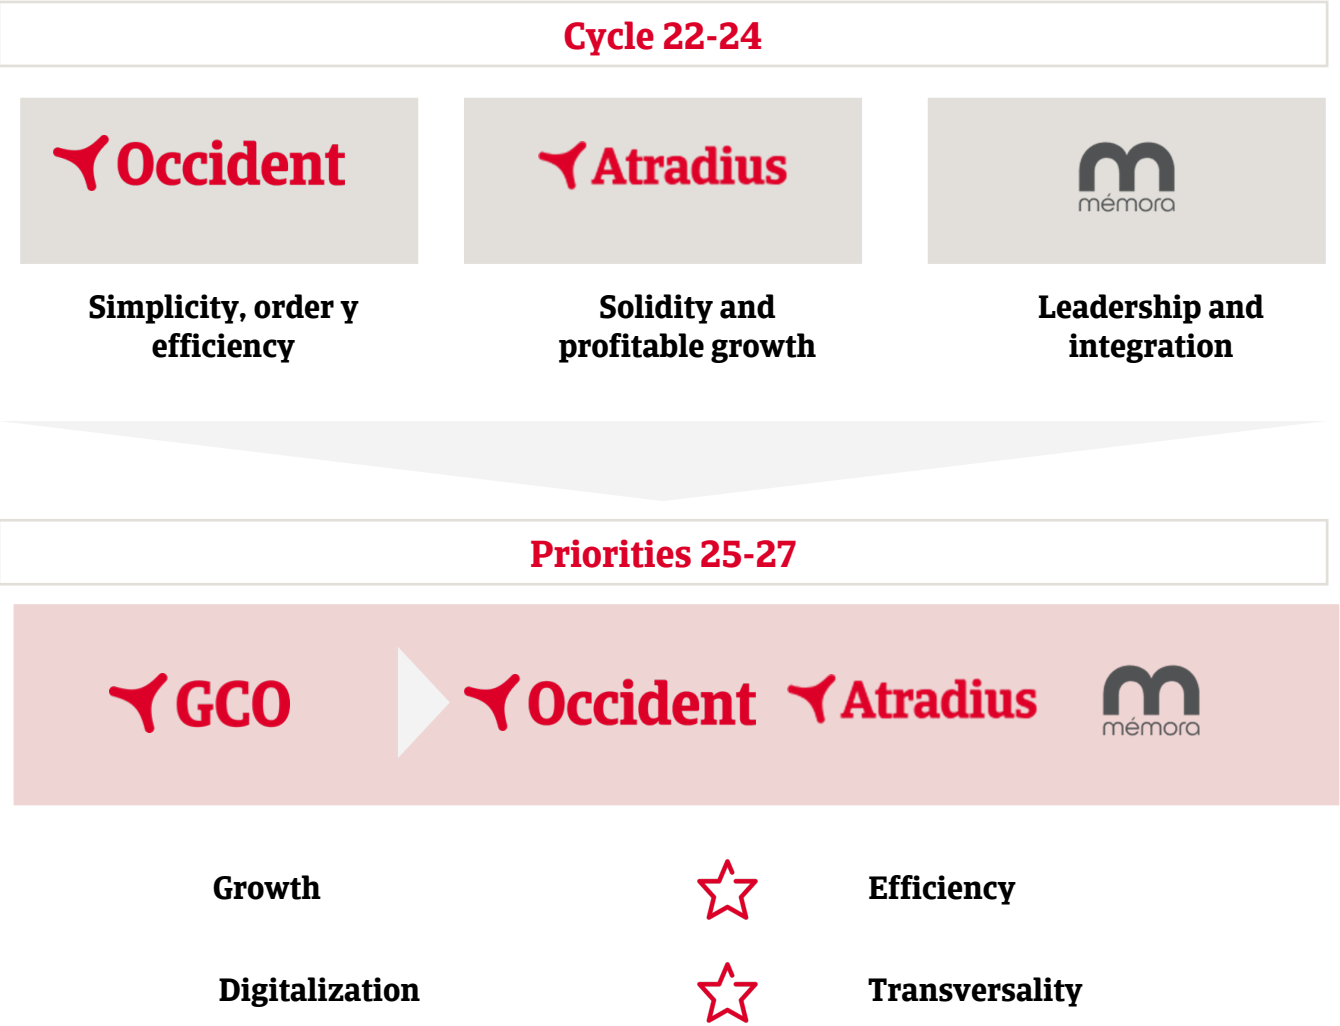 Cycle 22-24
Occident
Atradius
mémora
Simplicity, order y
efficiency
Solidity and
profitable growth
Leadership and
integration
Priorities 25-27
GCO
Occident
Atradius
mémora
Growth
Efficiency
Digitalization
Transversality